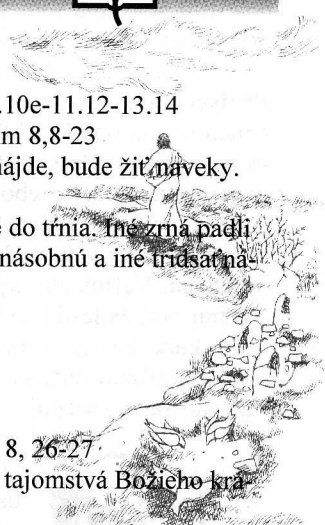 .10e-11.12-13.14
m 8,8-23
nájde, bude žiť naveky.
e do tŕnia. Iné zrná padli
násobnú a iné tridsaťná-
8, 26-27
tajomstvá Božieho krá-